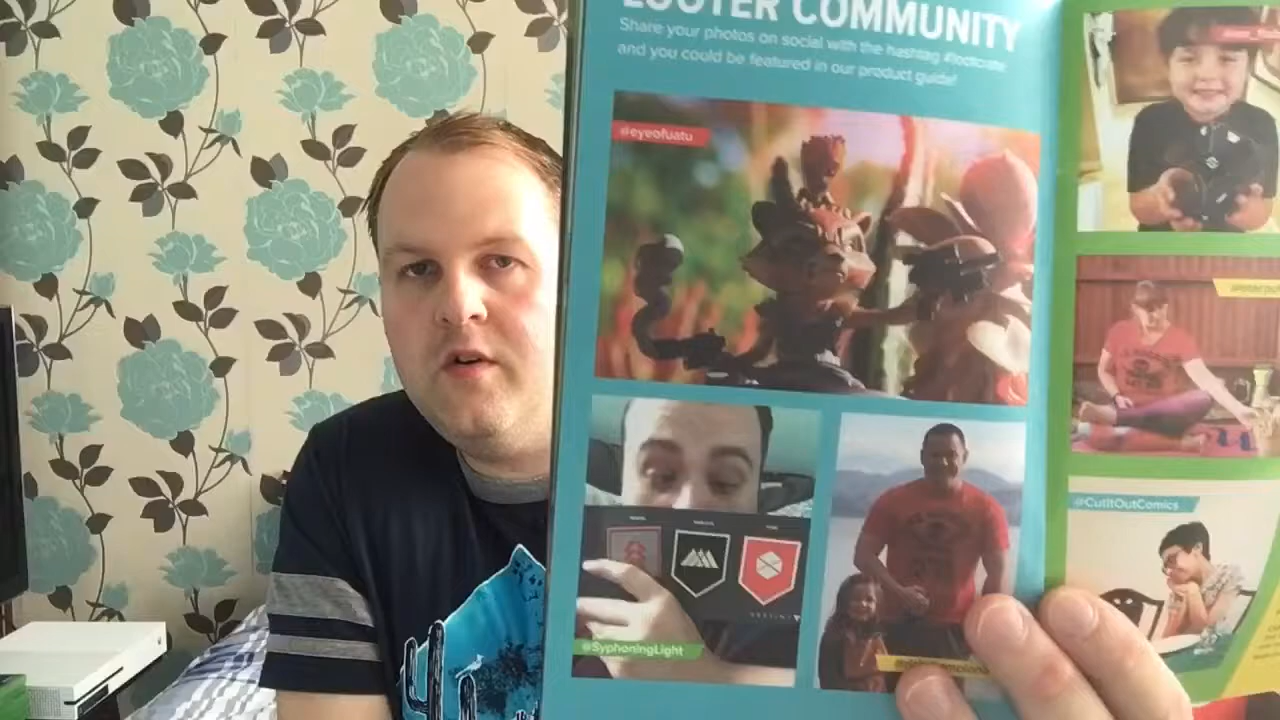 LOOTER COMMUNITY
Share your photos on social with the hashtag #lootcrate
and you could be featured in our product guide!
@eyeofuatu
DESTINY
@SyphoningLight
@CutItOutComics